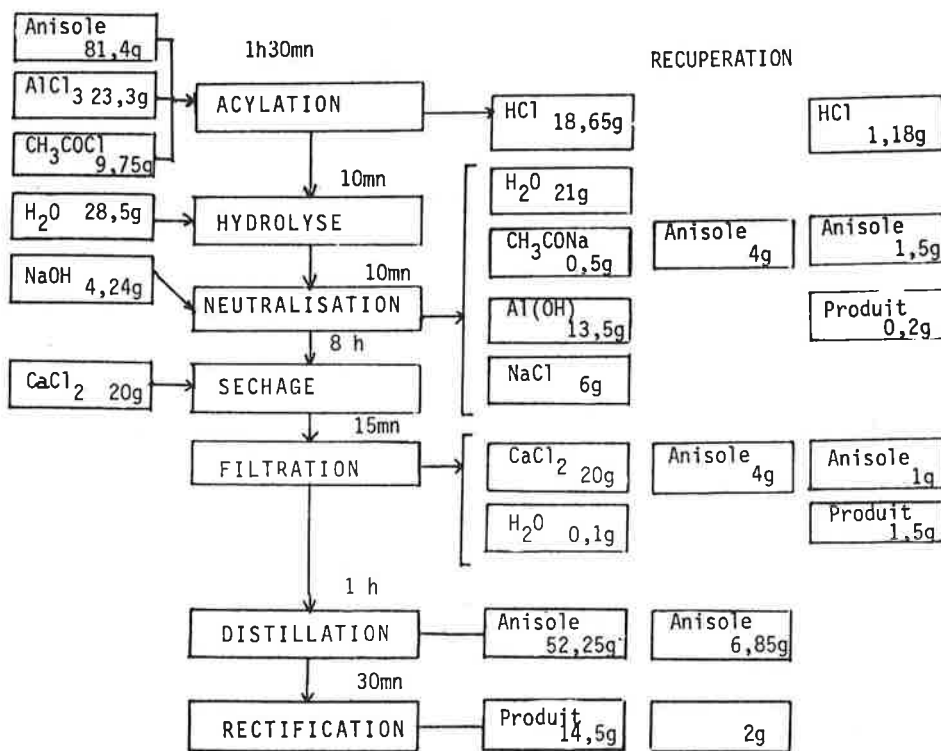 Anisole
81,4g
1h30mn
RECUPERATION
AlCl3 23,3g
ACYLATION
HCl
18,65g
HCl
1,18g
CH3COCl
9,75g
10mn
H2O 28,5g
HYDROLYSE
H2O 21g
CH3CONa
0,5g
Anisole
4g
Anisole
1,5g
NaOH
4,24g
10mn
NEUTRALISATION
Al(OH)
13,5g
Produit
0,2g
8 h
CaCl2 20g
SECHAGE
NaCl 6g
15mn
FILTRATION
CaCl2 20g
Anisole
4g
Anisole
1g
H2O 0,1g
Produit
1,5g
1 h
DISTILLATION
Anisole
52,25g
Anisole
6,85g
30mn
RECTIFICATION
Produit
14,5g
2g